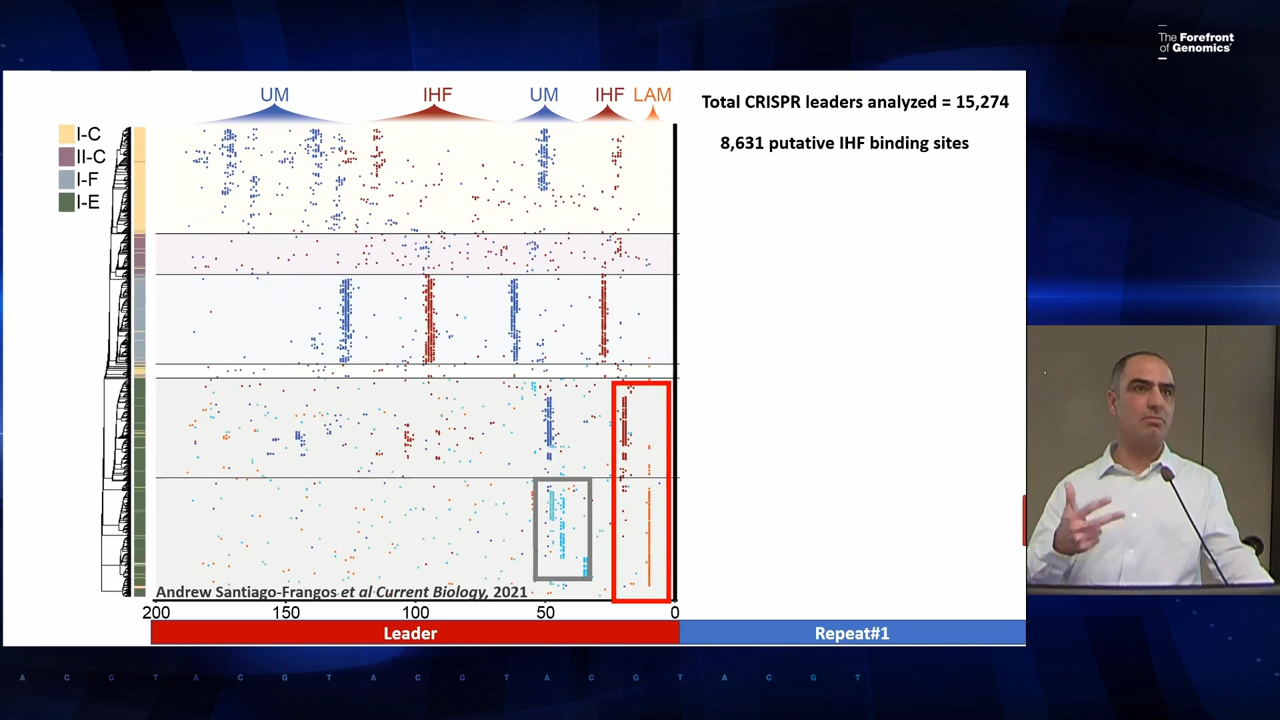 The Forefront
of Genomics®
UM IHF UM IHF LAM
Total CRISPR leaders analyzed = 15,274
8,631 putative IHF binding sites
I-C
II-C
I-F
I-E
Andrew Santiago-Frangos et al Current Biology, 2021
200 150 100 50 0
Leader Repeat#1
A C G T A C G T A C G T A C G T A C G T